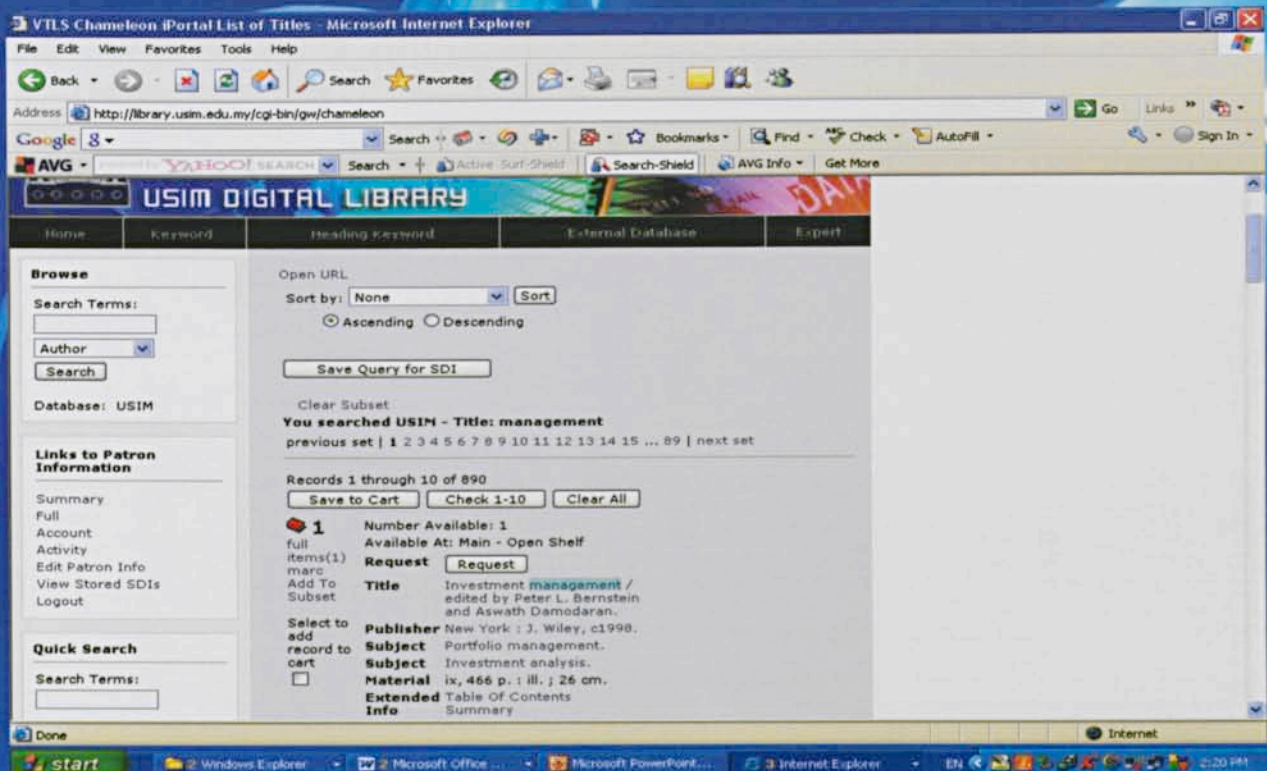 VTLS Chameleon iPortal List of Titles - Microsoft Internet Explorer
File Edit View Favorites Tools Help
Back Search Favorites
Address http://library.usim.edu.my/cgi-bin/gw/chameleon Go Links
Google Search Bookmarks Find Check AutoFill Sign In
AVG YAHOO! SEARCH Search Active Surf-Shield Search-Shield AVG Info Get More
USIM DIGITAL LIBRARY
Home Keyword Heading Keyword External Database Expert
Browse
Search Terms:
Author
Search
Database: USIM
Links to Patron
Information
Summary
Full
Account
Activity
Edit Patron Info
View Stored SDIs
Logout
Quick Search
Search Terms:
Open URL
Sort by: None Sort
Ascending Descending
Save Query for SDI
Clear Subset
You searched USIM - Title: management
previous set | 1 2 3 4 5 6 7 8 9 10 11 12 13 14 15 ... 89 | next set
Records 1 through 10 of 890
Save to Cart Check 1-10 Clear All
1
full
items(1)
marc
Add To
Subset
Select to
add
record to
cart
Number Available: 1
Available At: Main - Open Shelf
Request Request
Title Investment management /
edited by Peter L. Bernstein
and Aswath Damodaran.
Publisher New York : J. Wiley, c1998.
Subject Portfolio management.
Subject Investment analysis.
Material ix, 466 p. : ill. ; 26 cm.
Extended Table Of Contents
Info Summary
Done Internet
start 2 Windows Explorer 2 Microsoft Office ... Microsoft PowerPoint... 3 Internet Explorer EN 2:20 PM